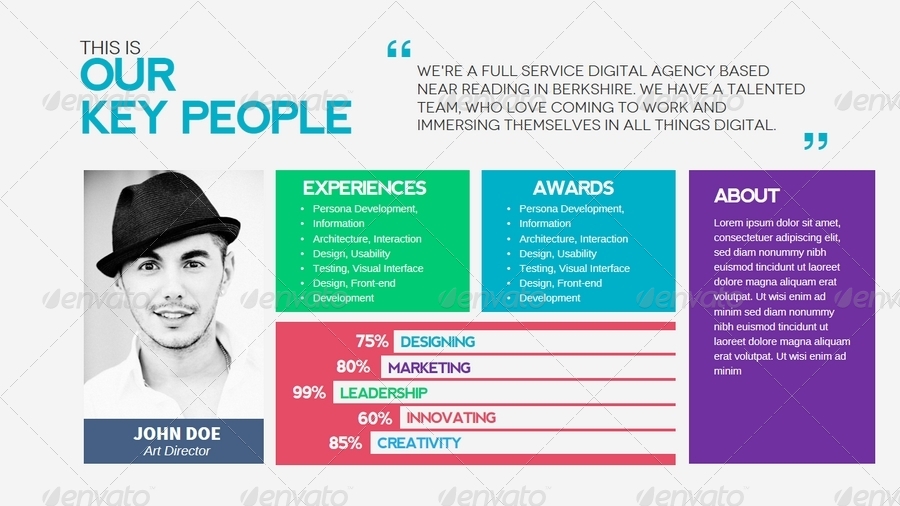 THIS IS
OUR
KEY PEOPLE
“
WE'RE A FULL SERVICE DIGITAL AGENCY BASED
NEAR READING IN BERKSHIRE. WE HAVE A TALENTED
TEAM, WHO LOVE COMING TO WORK AND
IMMERSING THEMSELVES IN ALL THINGS DIGITAL.
”
JOHN DOE
Art Director
EXPERIENCES
• Persona Development,
• Information
• Architecture, Interaction
• Design, Usability
• Testing, Visual Interface
• Design, Front-end
• Development
AWARDS
• Persona Development,
• Information
• Architecture, Interaction
• Design, Usability
• Testing, Visual Interface
• Design, Front-end
• Development
75% DESIGNING
80% MARKETING
99% LEADERSHIP
60% INNOVATING
85% CREATIVITY
ABOUT
Lorem ipsum dolor sit amet,
consectetuer adipiscing elit,
sed diam nonummy nibh
euismod tincidunt ut laoreet
dolore magna aliquam erat
volutpat. Ut wisi enim ad
minim sed diam nonummy
nibh euismod tincidunt ut
laoreet dolore magna aliquam
erat volutpat. Ut wisi enim ad
minim
envato